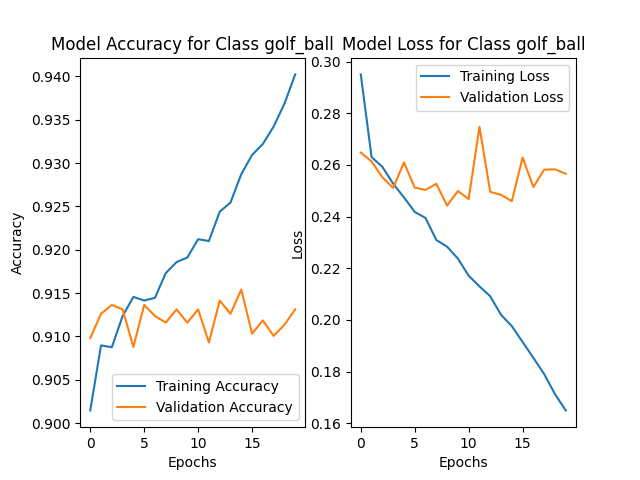 Model Accuracy for Class golf_ball
Accuracy
0.940
0.935
0.930
0.925
0.920
0.915
0.910
0.905
0.900
0
5
10
15
Epochs
Training Accuracy
Validation Accuracy
Model Loss for Class golf_ball
Loss
0.30
0.28
0.26
0.24
0.22
0.20
0.18
0.16
0
5
10
15
Epochs
Training Loss
Validation Loss